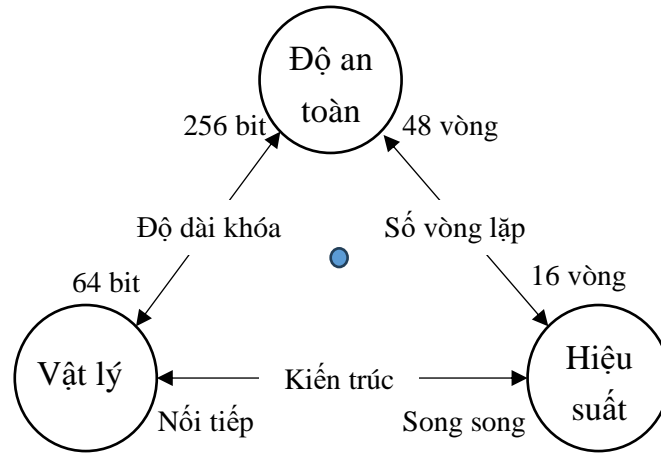 Độ an
toàn
256 bit
48 vòng
Độ dài khóa
Số vòng lặp
64 bit
16 vòng
Vật lý
Kiến trúc
Hiệu
suất
Nối tiếp
Song song